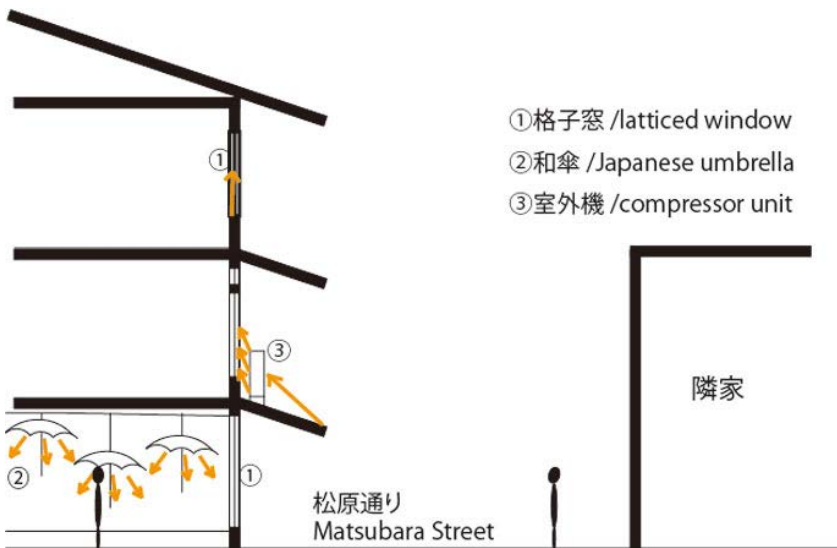 ①格子窓 /latticed window
②和傘 /Japanese umbrella
③室外機 /compressor unit
①
③
隣家
②
①
松原通り
Matsubara Street